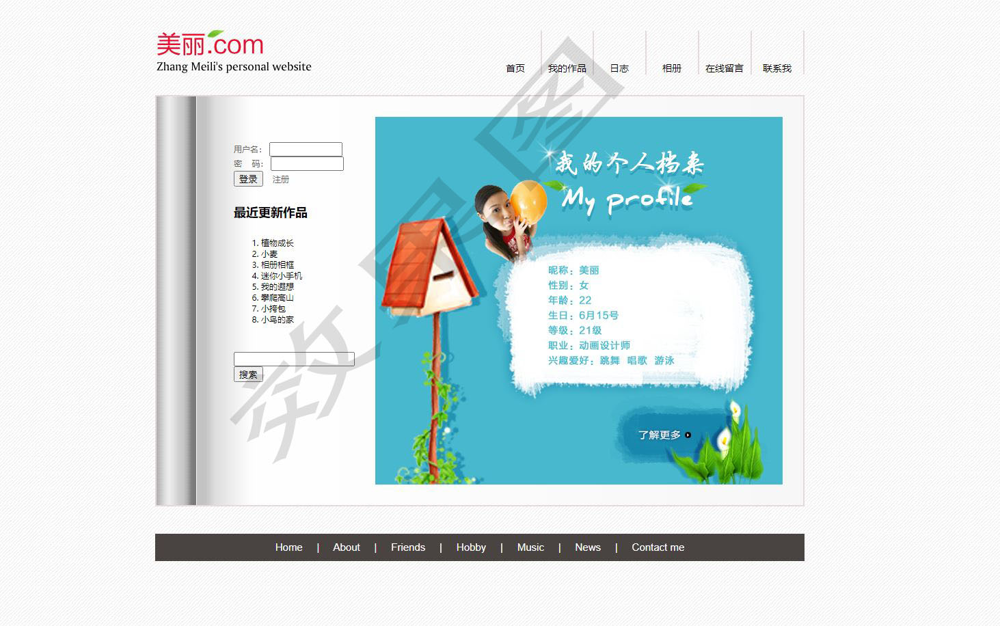 美丽.com
Zhang Meili's personal website
首页 我的作品 日志 相册 在线留言 联系我
用户名：
密 码：
登录 注册
最近更新作品
1. 植物成长
2. 小麦
3. 相册相框
4. 迷你小手机
5. 我的遐想
6. 攀爬高山
7. 小挎包
8. 小鸟的家
搜索
我的个人档案
My profile
昵称：美丽
性别：女
年龄：22
生日：6月15号
等级：21级
职业：动画设计师
兴趣爱好：跳舞 唱歌 游泳
了解更多
效果图
Home | About | Friends | Hobby | Music | News | Contact me